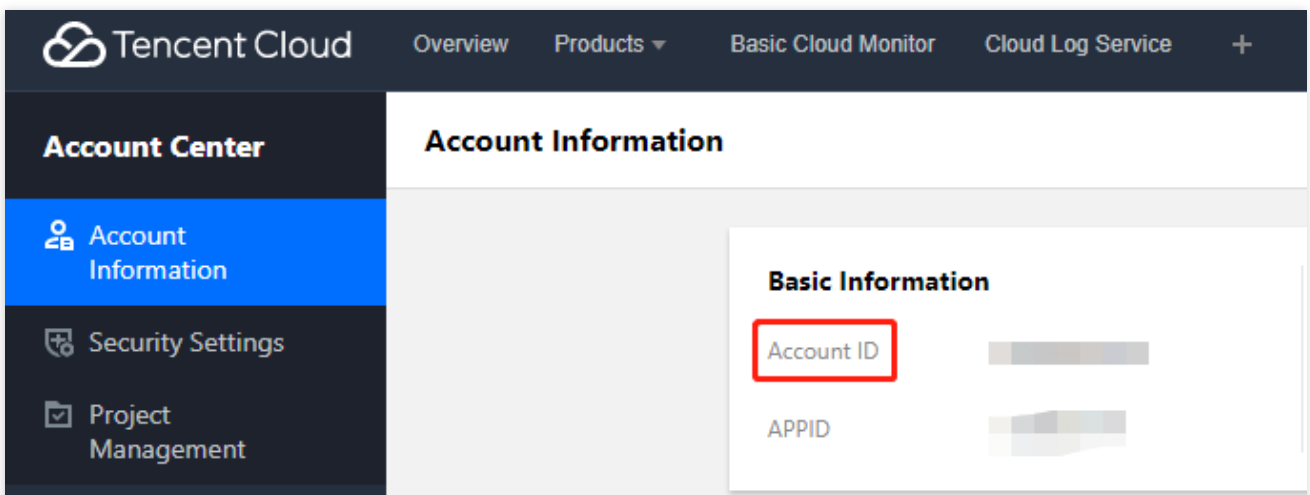 Tencent Cloud Overview Products Basic Cloud Monitor Cloud Log Service +
Account Center
Account Information
Account
Information
Security Settings
Project
Management
Basic Information
Account ID
APPID